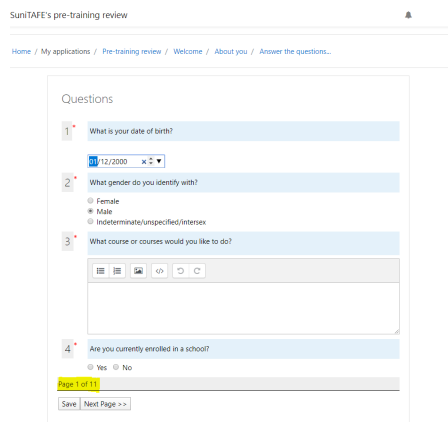 SuniTAFE's pre-training review
Home / My applications / Pre-training review / Welcome / About you / Answer the questions...
Questions
1 * What is your date of birth?
01/12/2000
2 * What gender do you identify with?
Female
Male
Indeterminate/unspecified/intersex
3 * What course or courses would you like to do?
4 * Are you currently enrolled in a school?
Yes No
Page 1 of 11
Save Next Page >>